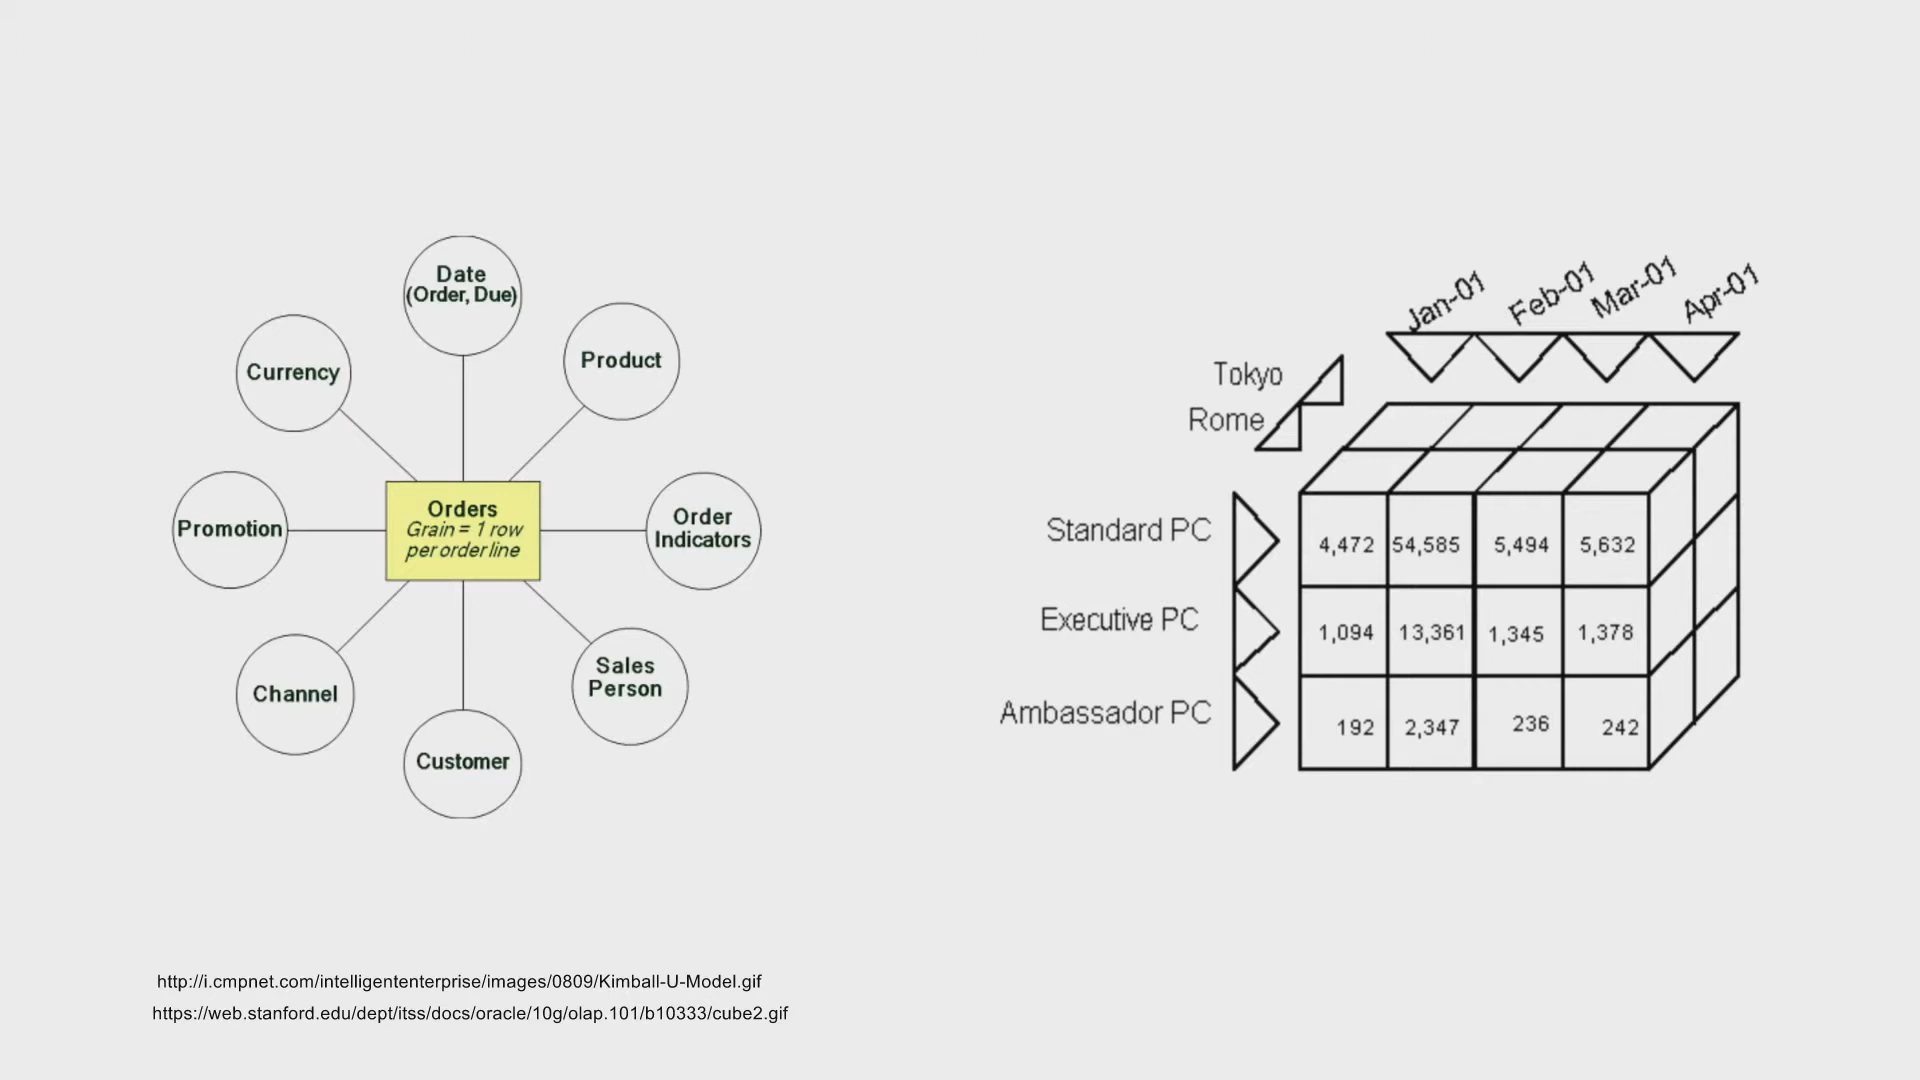 Date
(Order, Due)
Product
Currency
Orders
Grain = 1 row
per order line
Promotion
Order
Indicators
Channel
Sales
Person
Customer
Jan-01 Feb-01 Mar-01 Apr-01
Tokyo
Rome
Standard PC 4,472 54,585 5,494 5,632
Executive PC 1,094 13,361 1,345 1,378
Ambassador PC 192 2,347 236 242
http://i.cmpnet.com/intelligententerprise/images/0809/Kimball-U-Model.gif
https://web.stanford.edu/dept/itss/docs/oracle/10g/olap.101/b10333/cube2.gif